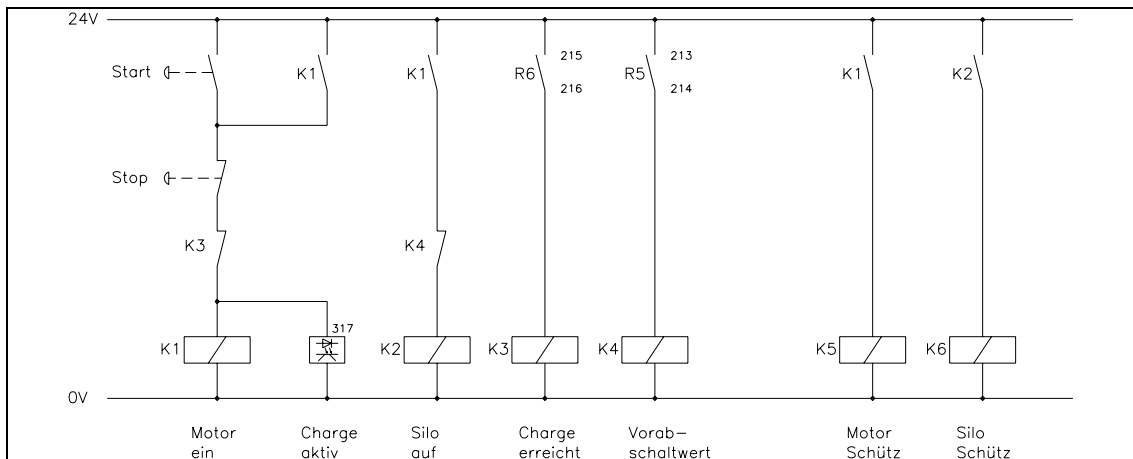 24V
Start
K1
K1
R6
215
216
R5
213
214
K1
K2
Stop
K3
K4
317
K1
K2
K3
K4
K5
K6
0V
Motor
ein
Charge
aktiv
Silo
auf
Charge
erreicht
Vorab–
schaltwert
Motor
Schütz
Silo
Schütz